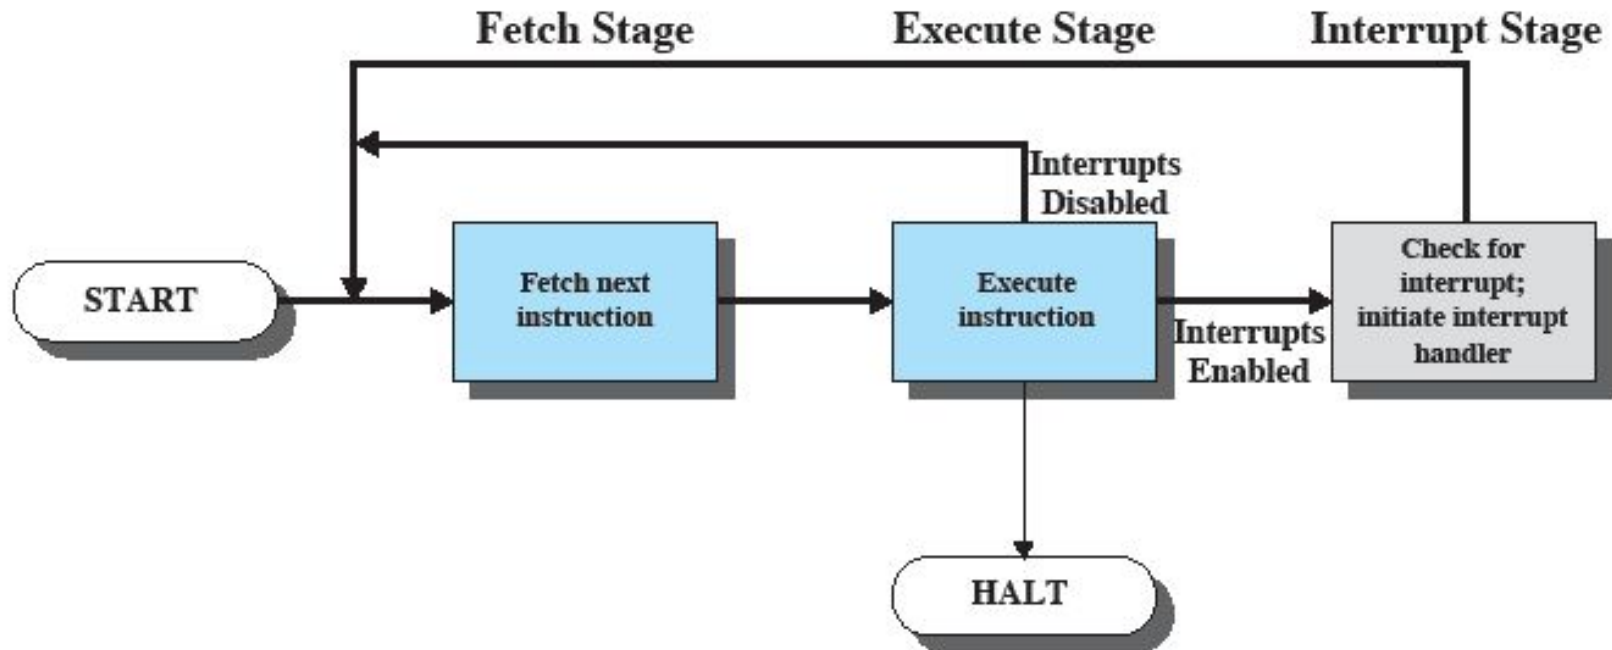 Fetch Stage
Execute Stage
Interrupt Stage
Interrupts
Disabled
START
Fetch next
instruction
Execute
instruction
Interrupts
Enabled
Check for
interrupt;
initiate interrupt
handler
HALT